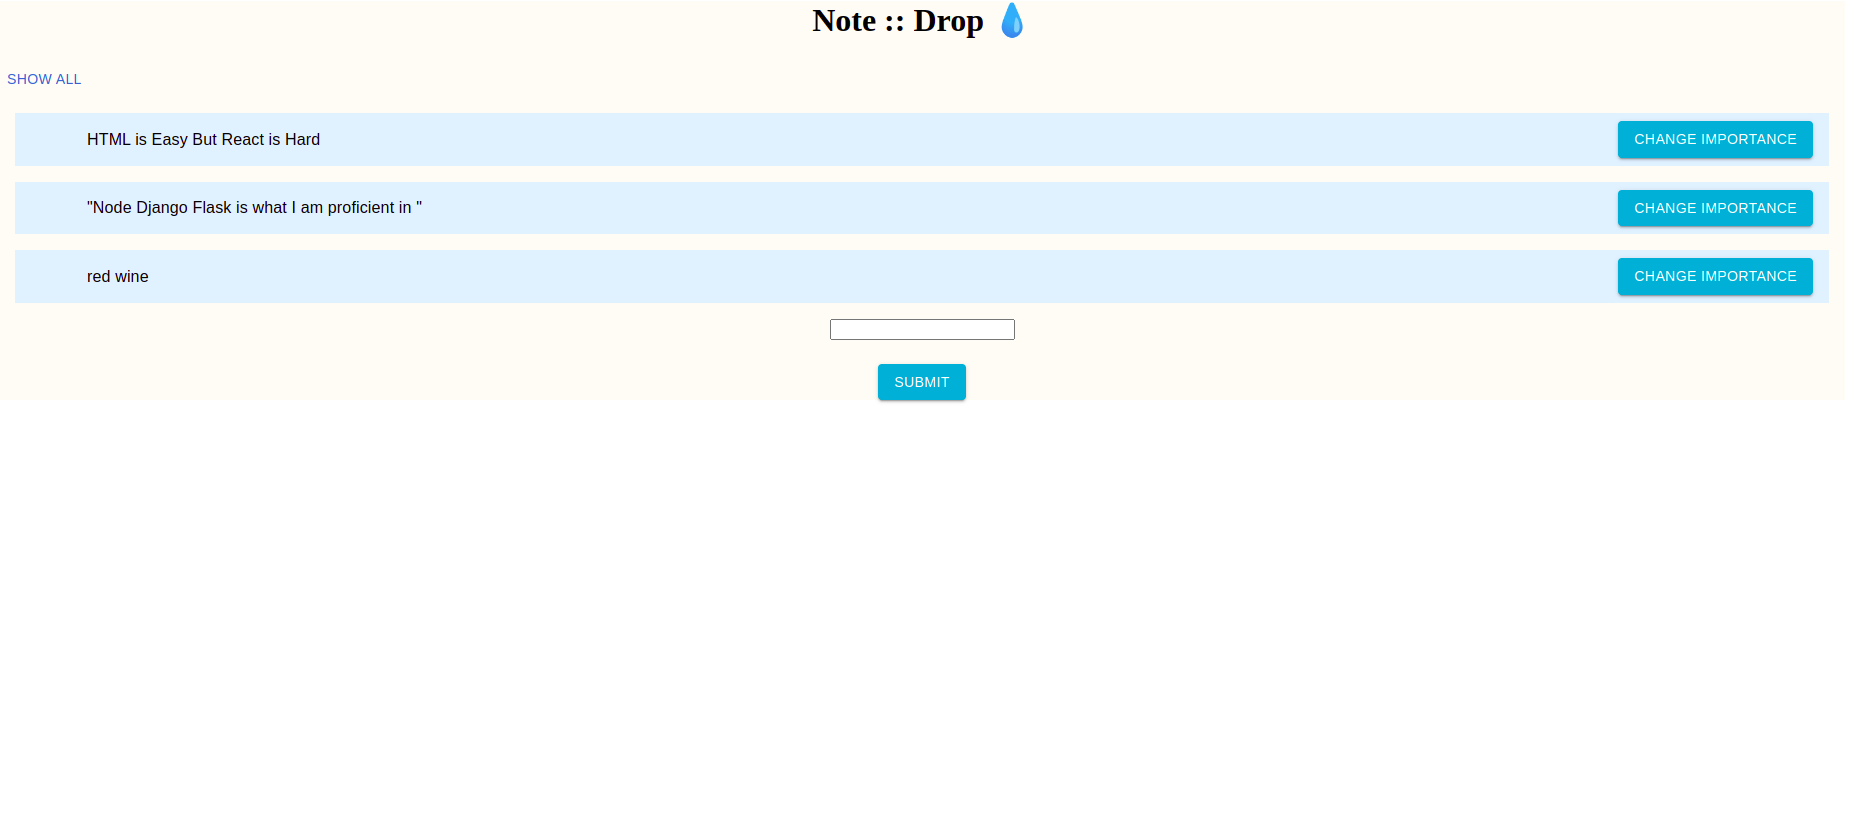 Note :: Drop 💧
SHOW ALL
HTML is Easy But React is Hard
CHANGE IMPORTANCE
"Node Django Flask is what I am proficient in "
CHANGE IMPORTANCE
red wine
CHANGE IMPORTANCE
SUBMIT